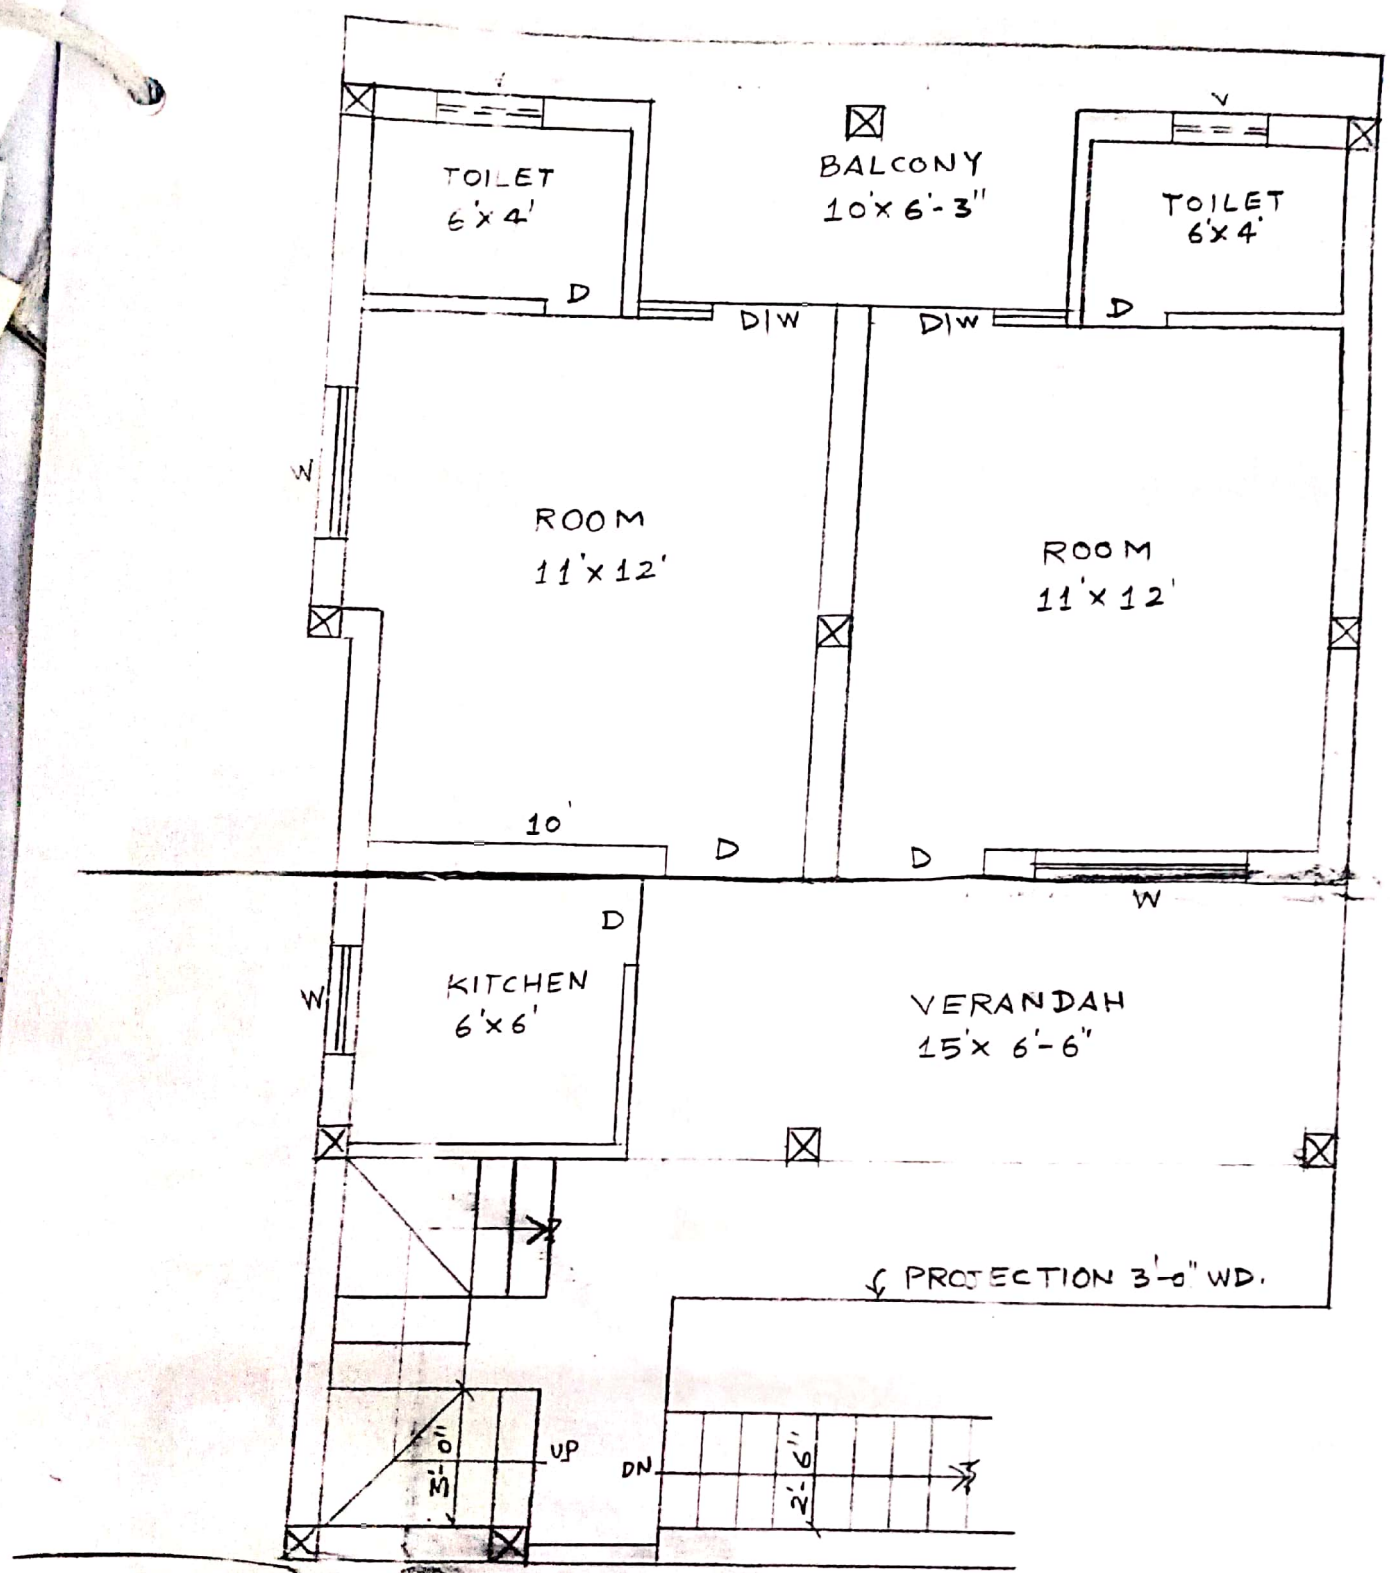 V
TOILET
6'x 4'
BALCONY
10'x 6'-3"
TOILET
6'x 4'
D
D|W
D|W
D
W
ROOM
11'x 12'
ROOM
11'x 12'
10'
D
D
W
D
W
KITCHEN
6'x 6'
VERANDAH
15'x 6'-6"
PROJECTION 3'-0" WD.
UP
3'-0"
DN
2'-6"